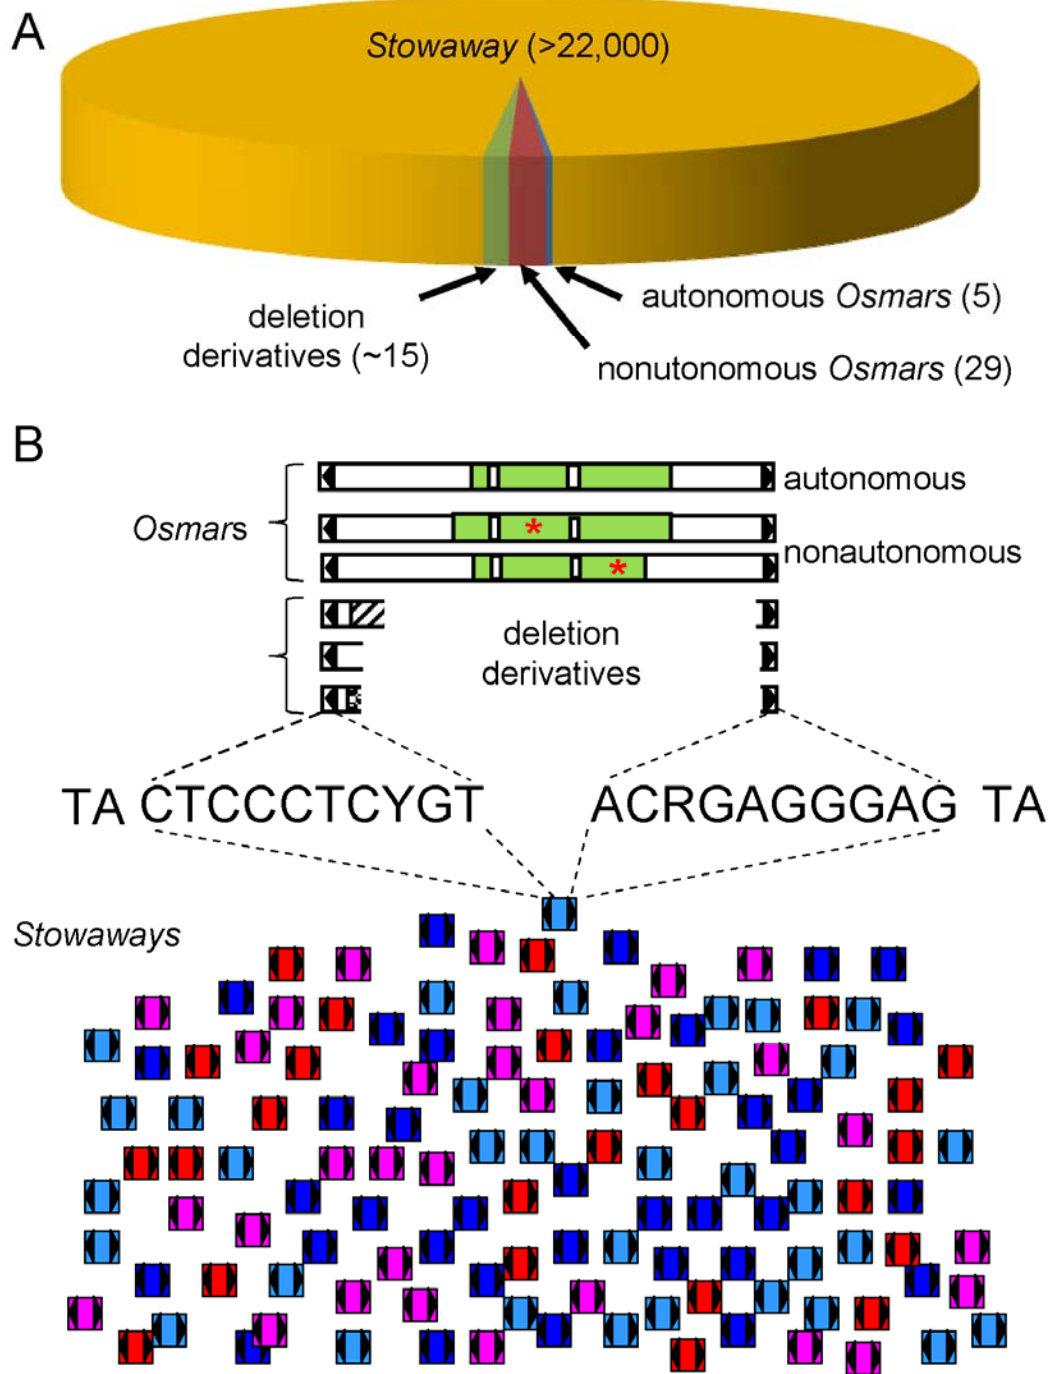 A
Stowaway (>22,000)
autonomous Osmars (5)
deletion
derivatives (~15)
nonutonomous Osmars (29)
B
autonomous
Osmars
*
nonautonomous
*
deletion
derivatives
TA CTCCCTCYGT ACRGAGGGAG TA
Stowaways